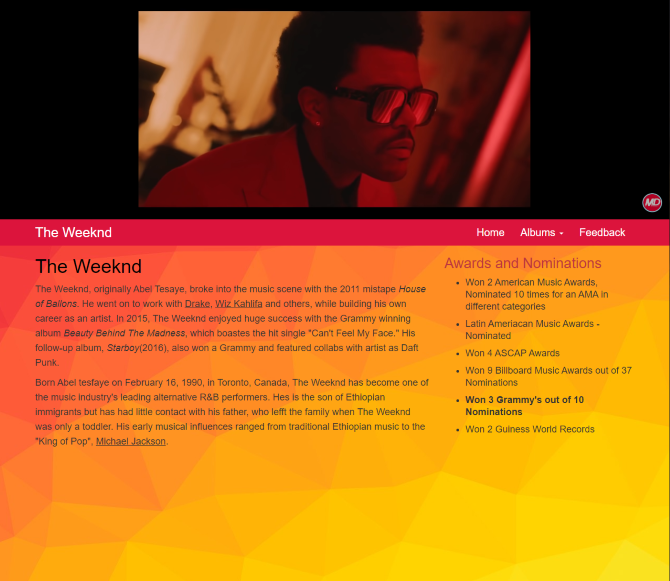 MD
The Weeknd
Home Albums Feedback
The Weeknd
The Weeknd, originally Abel Tesaye, broke into the music scene with the 2011 mistape House
of Ballons. He went on to work with Drake, Wiz Kahlifa and others, while building his own
career as an artist. In 2015, The Weeknd enjoyed huge success with the Grammy winning
album Beauty Behind The Madness, which boastes the hit single "Can't Feel My Face." His
follow-up album, Starboy(2016), also won a Grammy and featured collabs with artist as Daft
Punk.
Born Abel tesfaye on February 16, 1990, in Toronto, Canada, The Weeknd has become one of
the music industry's leading alternative R&B performers. Hes is the son of Ethiopian
immigrants but has had little contact with his father, who lefft the family when The Weeknd
was only a toddler. His early musical influences ranged from traditional Ethiopian music to the
"King of Pop", Michael Jackson.
Awards and Nominations
Won 2 American Music Awards,
Nominated 10 times for an AMA in
different categories
Latin Ameriacan Music Awards -
Nominated
Won 4 ASCAP Awards
Won 9 Billboard Music Awards out of 37
Nominations
Won 3 Grammy's out of 10
Nominations
Won 2 Guiness World Records